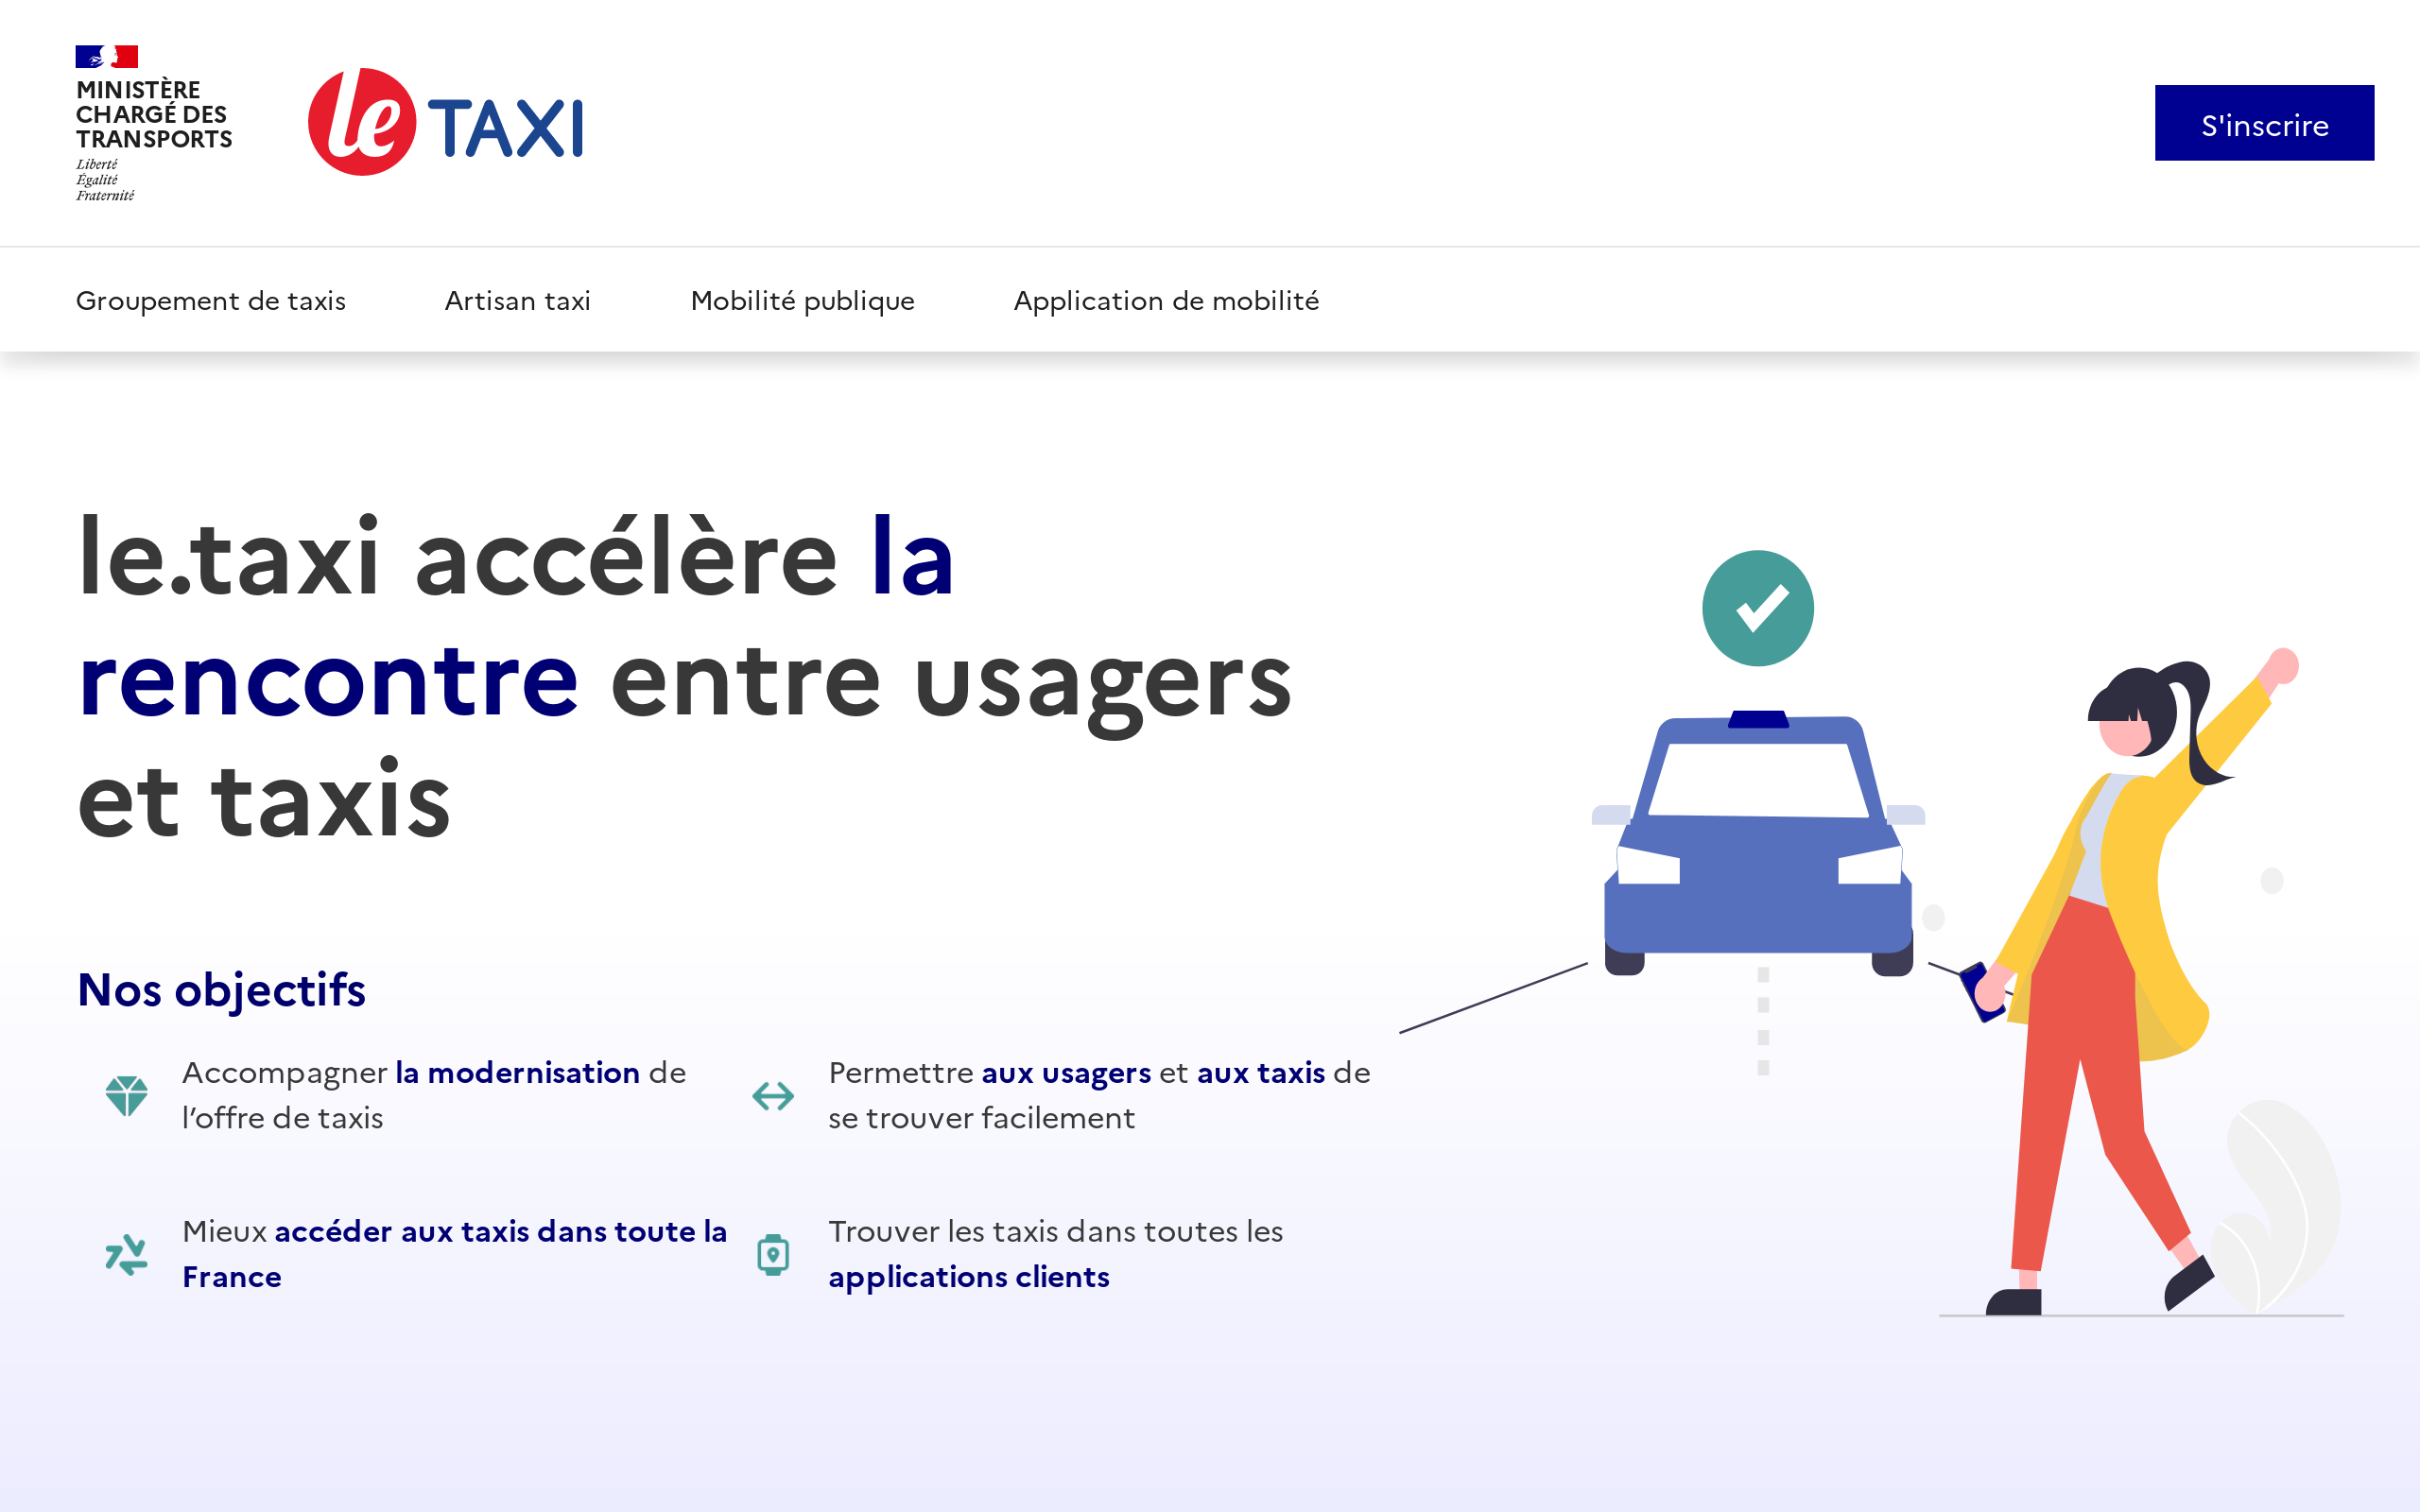 MINISTÈRE
CHARGÉ DES
TRANSPORTS
Liberté
Égalité
Fraternité
le TAXI
S'inscrire
Groupement de taxis
Artisan taxi
Mobilité publique
Application de mobilité
le.taxi accélère la
rencontre entre usagers
et taxis
Nos objectifs
Accompagner la modernisation de
l’offre de taxis
Permettre aux usagers et aux taxis de
se trouver facilement
Mieux accéder aux taxis dans toute la
France
Trouver les taxis dans toutes les
applications clients